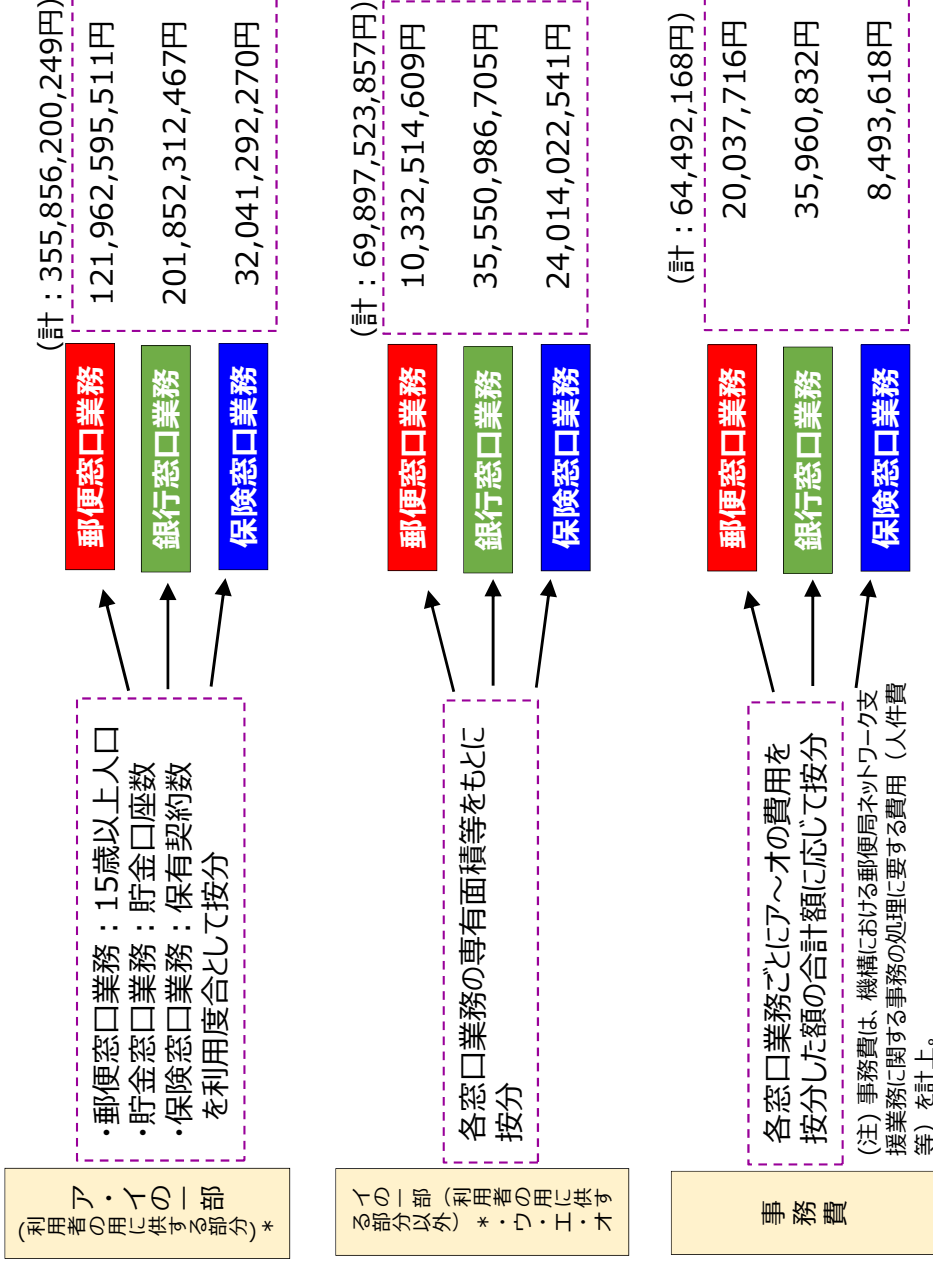 ア・イの一部
(利用者の用に供する部分)＊
・郵便窓口業務：15歳以上人口
・貯金窓口業務：貯金口座数
・保険窓口業務：保有契約数
を利用度合として按分
郵便窓口業務
銀行窓口業務
保険窓口業務
(計：355,856,200,249円)
121,962,595,511円
201,852,312,467円
32,041,292,270円
イの一部（利用者の用に供す
る部分以外）＊・ウ・エ・オ
各窓口業務の専有面積等をもとに
按分
郵便窓口業務
銀行窓口業務
保険窓口業務
(計：69,897,523,857円)
10,332,514,609円
35,550,986,705円
24,014,022,541円
事務費
各窓口業務ごとにア～オの費用を
按分した額の合計額に応じて按分
(注）事務費は、機構における郵便局ネットワーク支
援業務に関する事務の処理に要する費用（人件費
等）を計上。
郵便窓口業務
銀行窓口業務
保険窓口業務
(計：64,492,168円)
20,037,716円
35,960,832円
8,493,618円